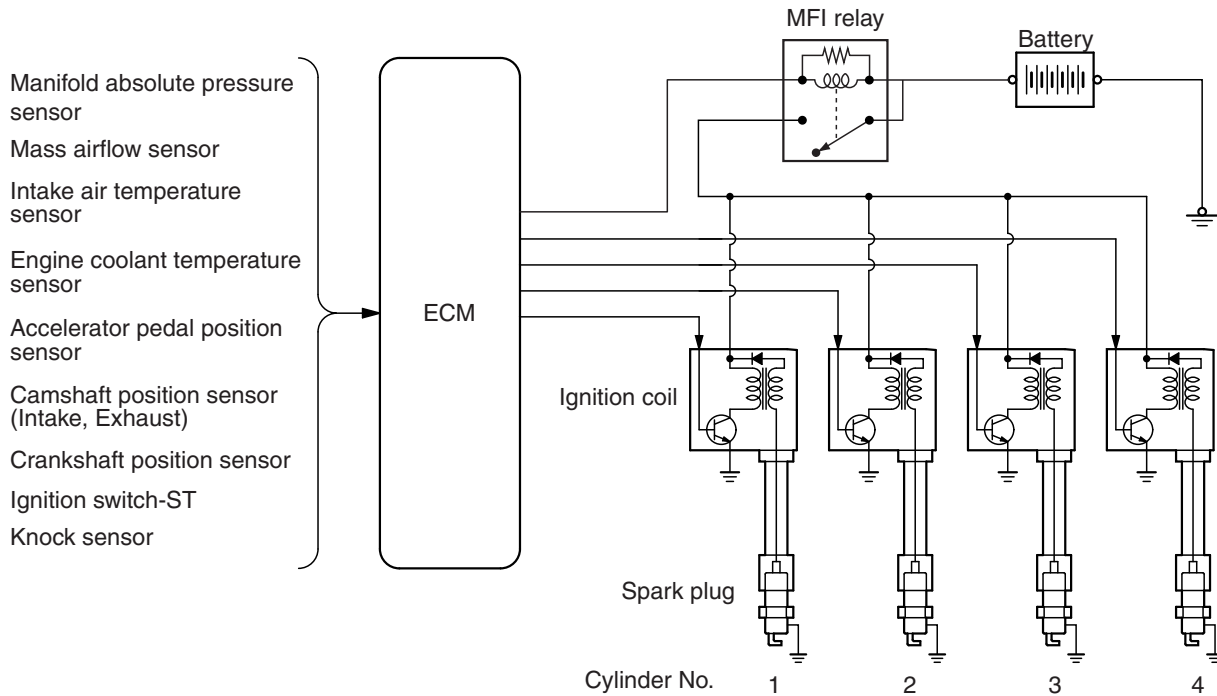 MFI relay
Battery
Manifold absolute pressure
sensor
Mass airflow sensor
Intake air temperature
sensor
Engine coolant temperature
sensor
Accelerator pedal position
sensor
Camshaft position sensor
(Intake, Exhaust)
Crankshaft position sensor
Ignition switch-ST
Knock sensor
ECM
Ignition coil
Spark plug
Cylinder No. 1 2 3 4